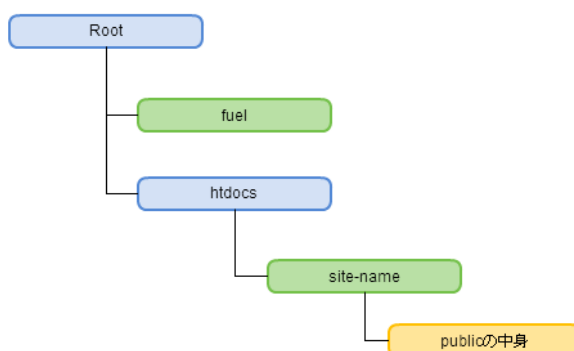 Root
fuel
htdocs
site-name
publicの中身